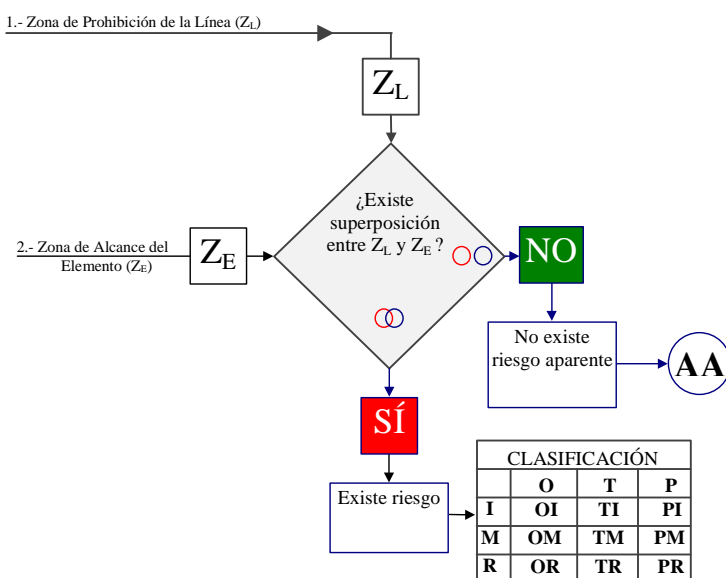 1.- Zona de Prohibición de la Línea (ZL)
ZL
¿Existe
superposición
entre ZL y ZE ?
2.- Zona de Alcance del
Elemento (ZE)
ZE
NO
No existe
riesgo aparente
AA
SÍ
Existe riesgo
CLASIFICACIÓN
O T P
I OI TI PI
M OM TM PM
R OR TR PR